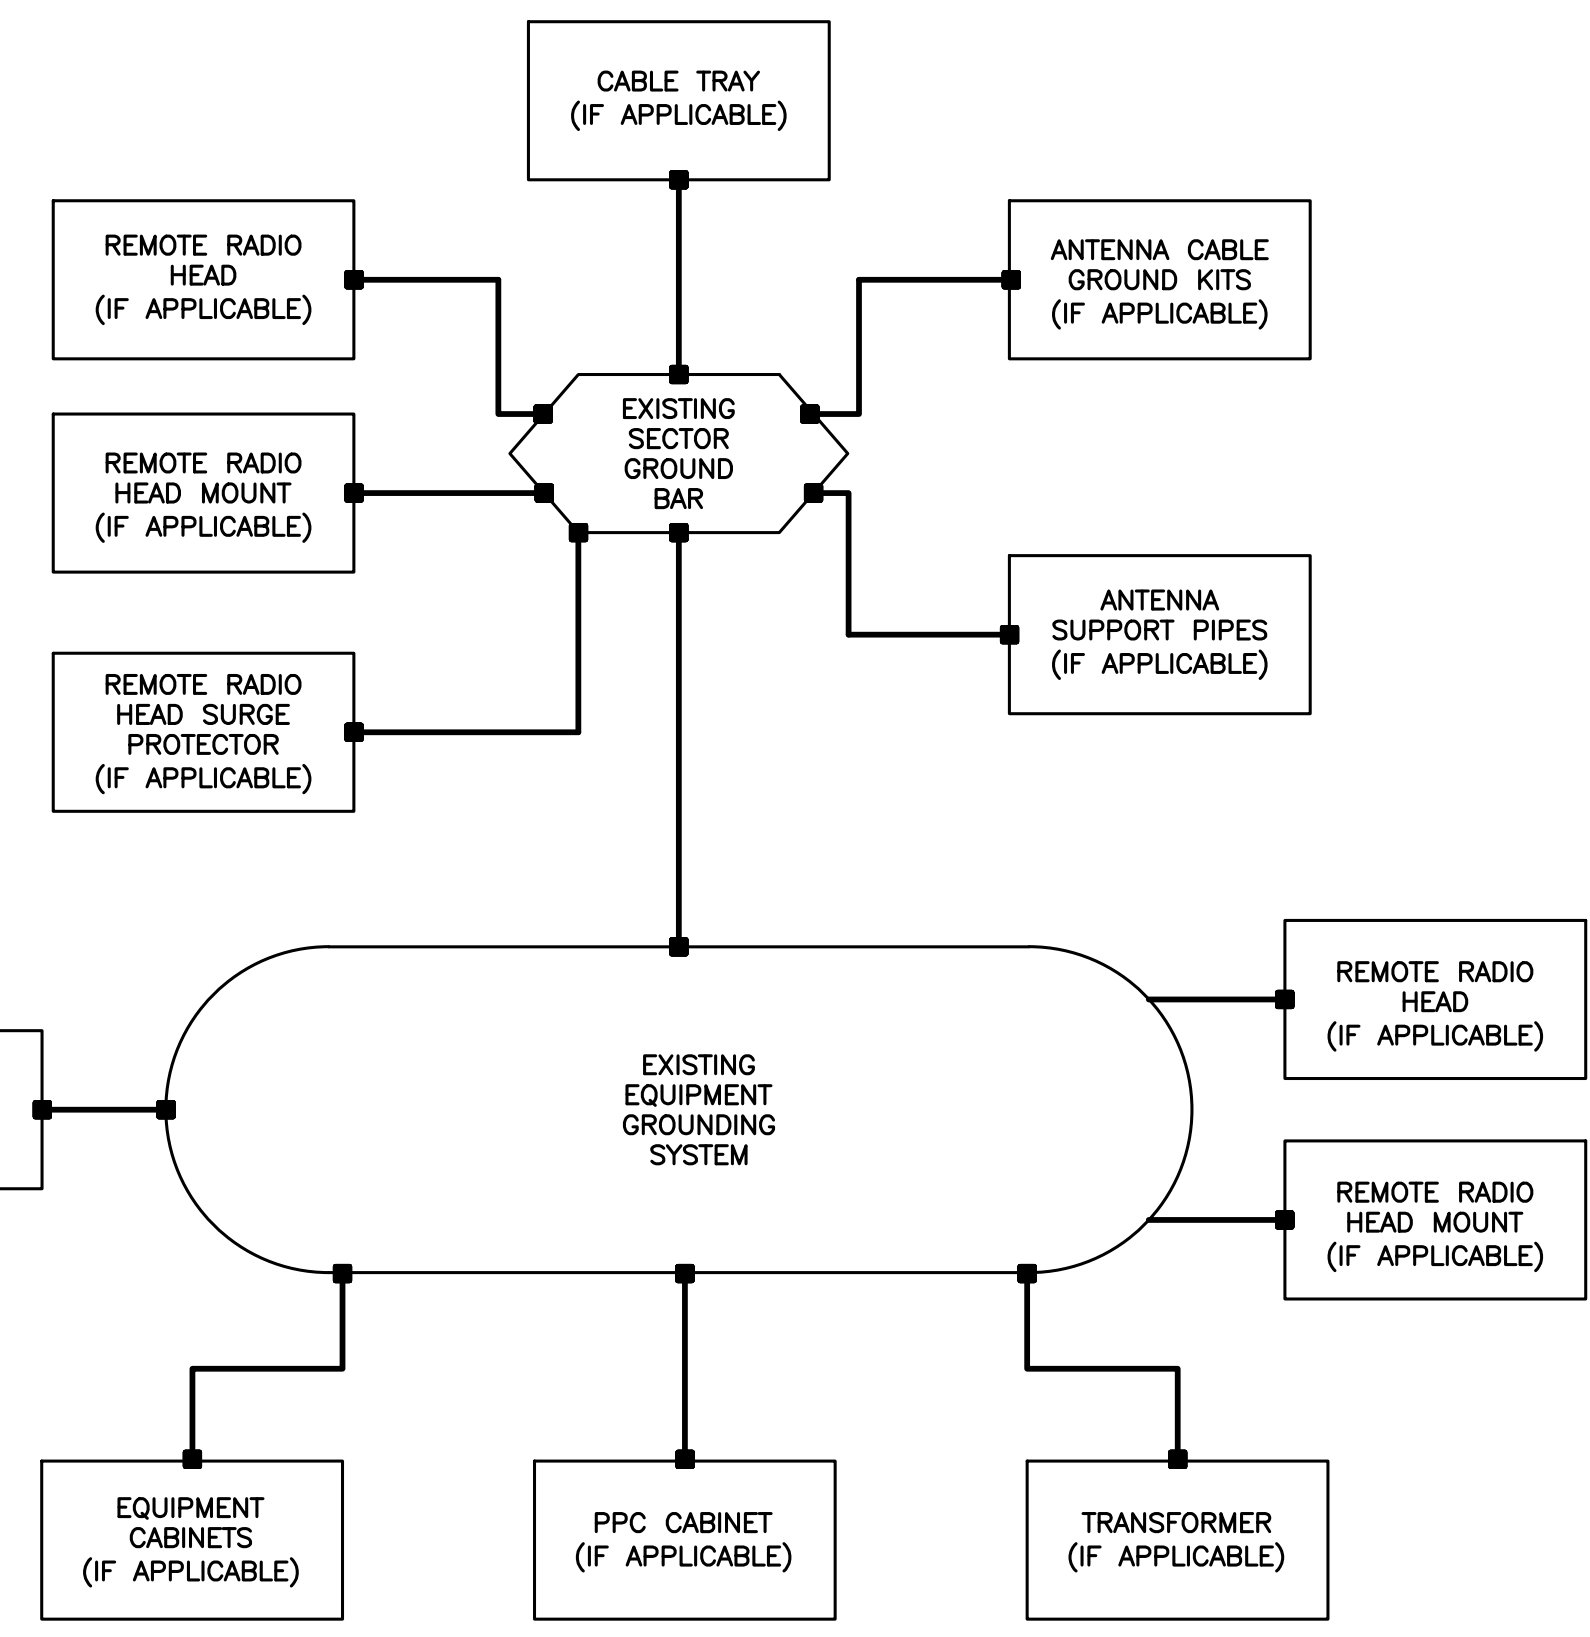 CABLE TRAY
(IF APPLICABLE)
REMOTE RADIO
HEAD
(IF APPLICABLE)
ANTENNA CABLE
GROUND KITS
(IF APPLICABLE)
EXISTING
SECTOR
GROUND
BAR
REMOTE RADIO
HEAD MOUNT
(IF APPLICABLE)
ANTENNA
SUPPORT PIPES
(IF APPLICABLE)
REMOTE RADIO
HEAD SURGE
PROTECTOR
(IF APPLICABLE)
REMOTE RADIO
HEAD
(IF APPLICABLE)
EXISTING
EQUIPMENT
GROUNDING
SYSTEM
REMOTE RADIO
HEAD MOUNT
(IF APPLICABLE)
EQUIPMENT
CABINETS
(IF APPLICABLE)
PPC CABINET
(IF APPLICABLE)
TRANSFORMER
(IF APPLICABLE)